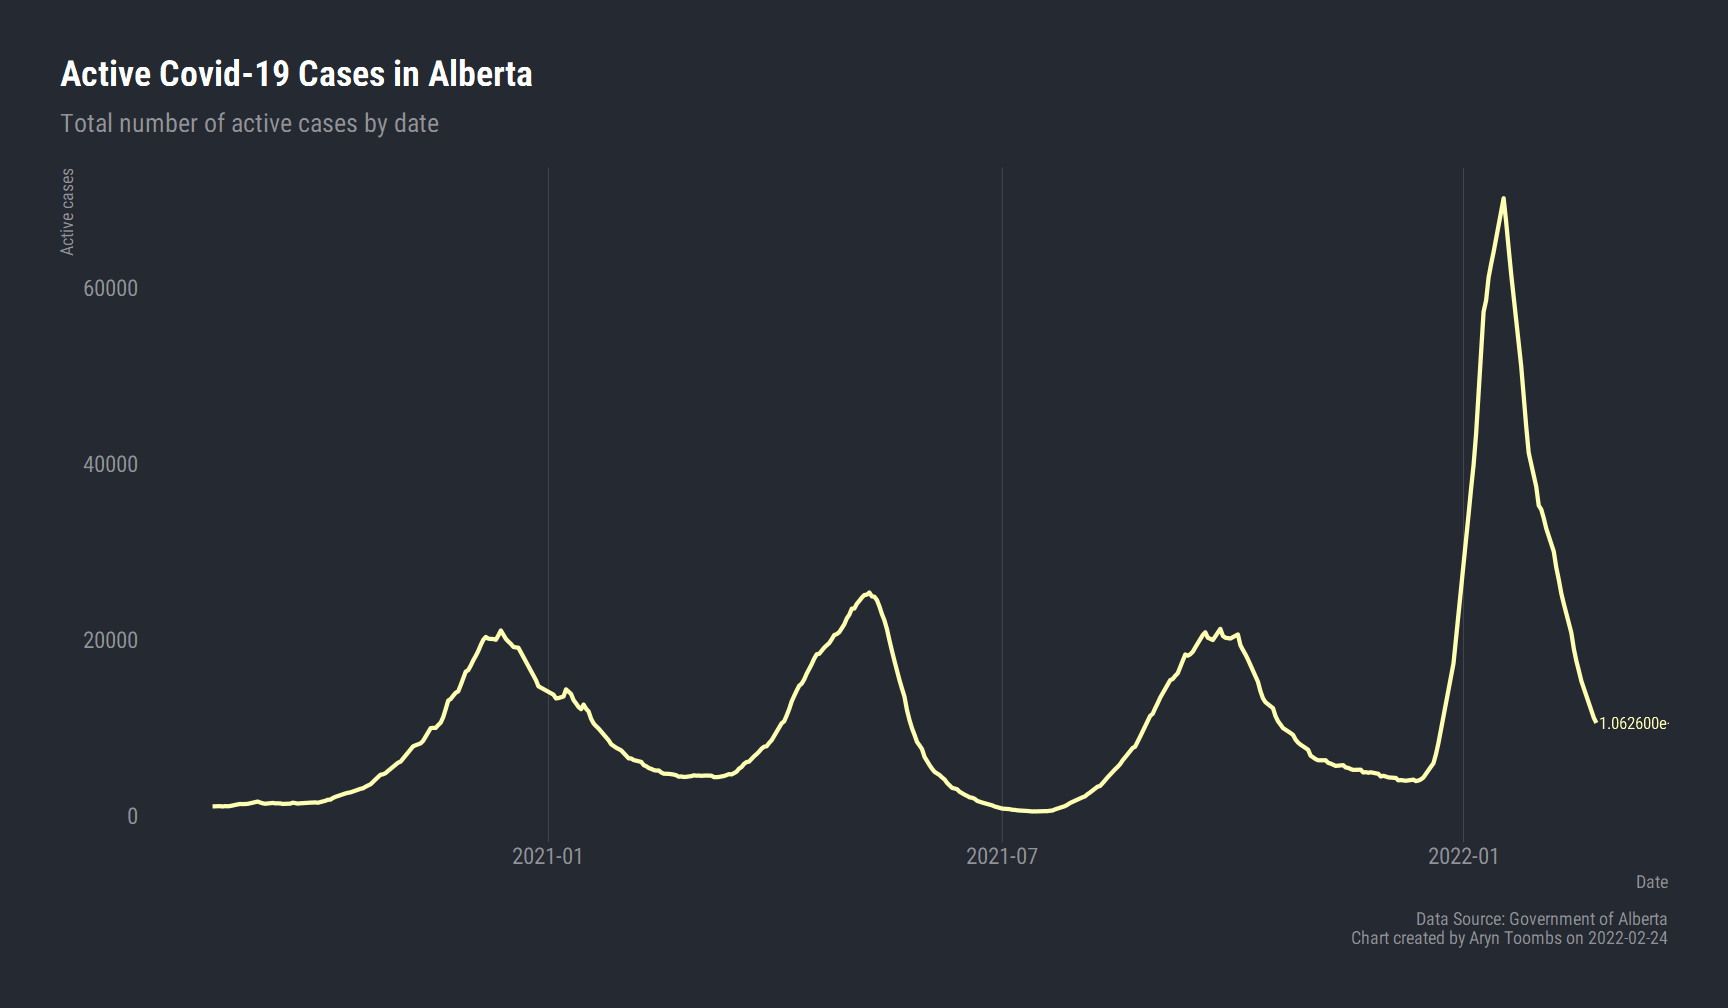 Active Covid-19 Cases in Alberta
Total number of active cases by date
Active cases
60000
40000
20000
0
1.062600e-
2021-01
2021-07
2022-01
Date
Data Source: Government of Alberta
Chart created by Aryn Toombs on 2022-02-24